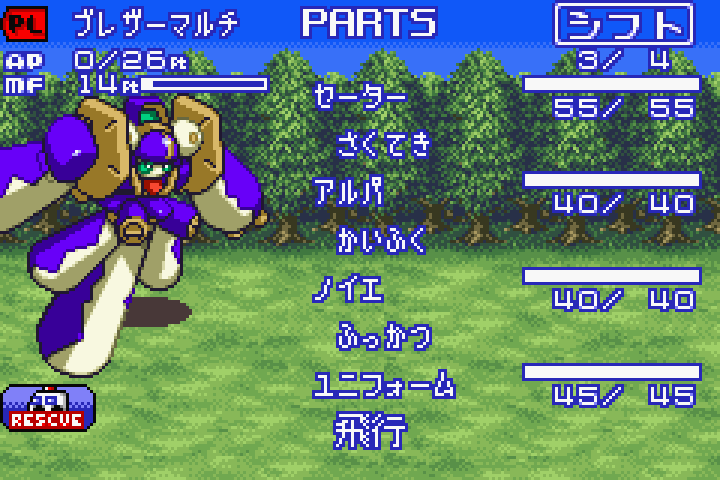 PL ブレザーマルチ PARTS シフト
AP 0/26Pt 3/ 4
MF 14Pt
セーター 55/ 55
さくてき
アルパ 40/ 40
かいふく
ノイエ 40/ 40
ふっかつ
ユニフォーム 45/ 45
飛行
RESCUE